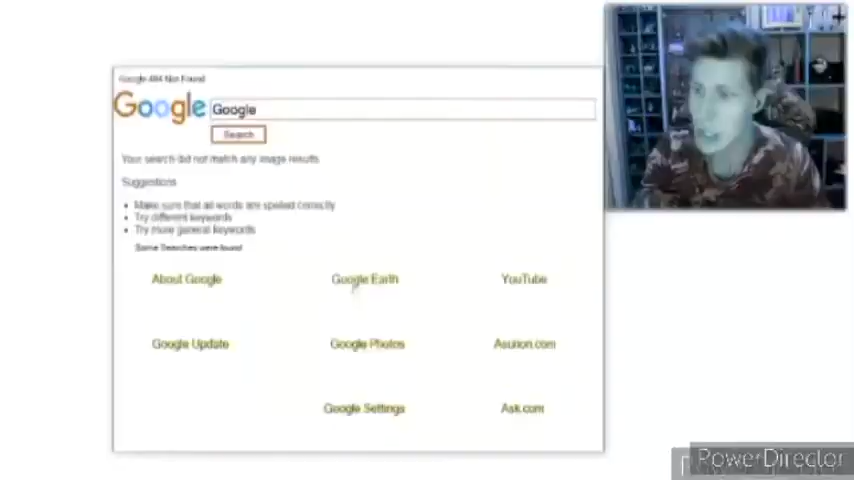 Google 404 Not Found
Google Google
Search
Your search did not match any image results
Suggestions
• Make sure that all words are spelled correctly
• Try different keywords
• Try more general keywords
Some Searches were found
About Google Google Earth YouTube
Google Update Google Photos Asurion.com
Google Settings Ask.com
PowerDirector